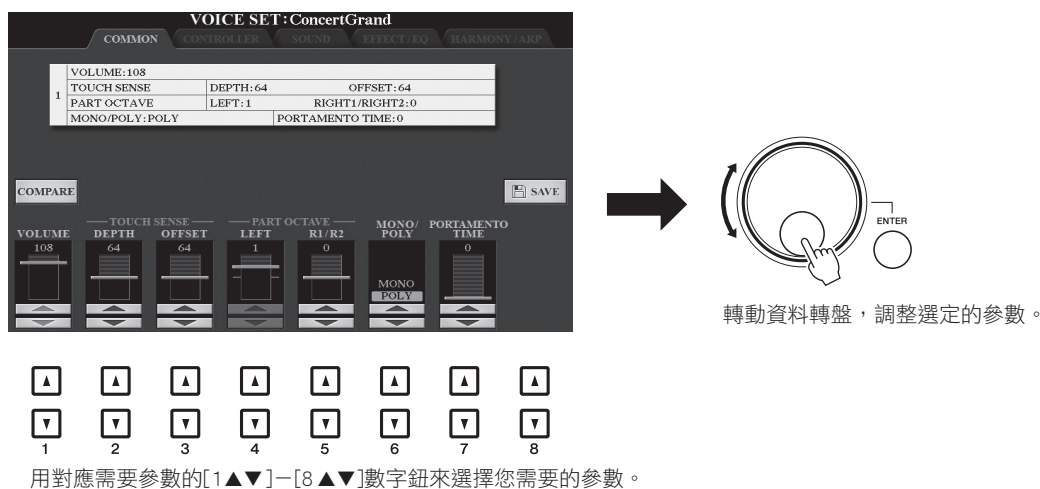 VOICE SET:ConcertGrand
COMMON CONTROLLER SOUND EFFECT/EQ HARMONY/ARP
VOLUME:108
1 TOUCH SENSE DEPTH:64 OFFSET:64
PART OCTAVE LEFT:1 RIGHT1/RIGHT2:0
MONO/POLY:POLY PORTAMENTO TIME:0
COMPARE SAVE
TOUCH SENSE PART OCTAVE MONO/ PORTAMENTO
VOLUME DEPTH OFFSET LEFT R1/R2 POLY TIME
108 64 64 1 0 0
MONO
POLY
ENTER
轉動資料轉盤，調整選定的參數。
▲ ▲ ▲ ▲ ▲ ▲ ▲ ▲
▼ ▼ ▼ ▼ ▼ ▼ ▼ ▼
1 2 3 4 5 6 7 8
用對應需要參數的[1▲▼]－[8▲▼]數字鈕來選擇您需要的參數。